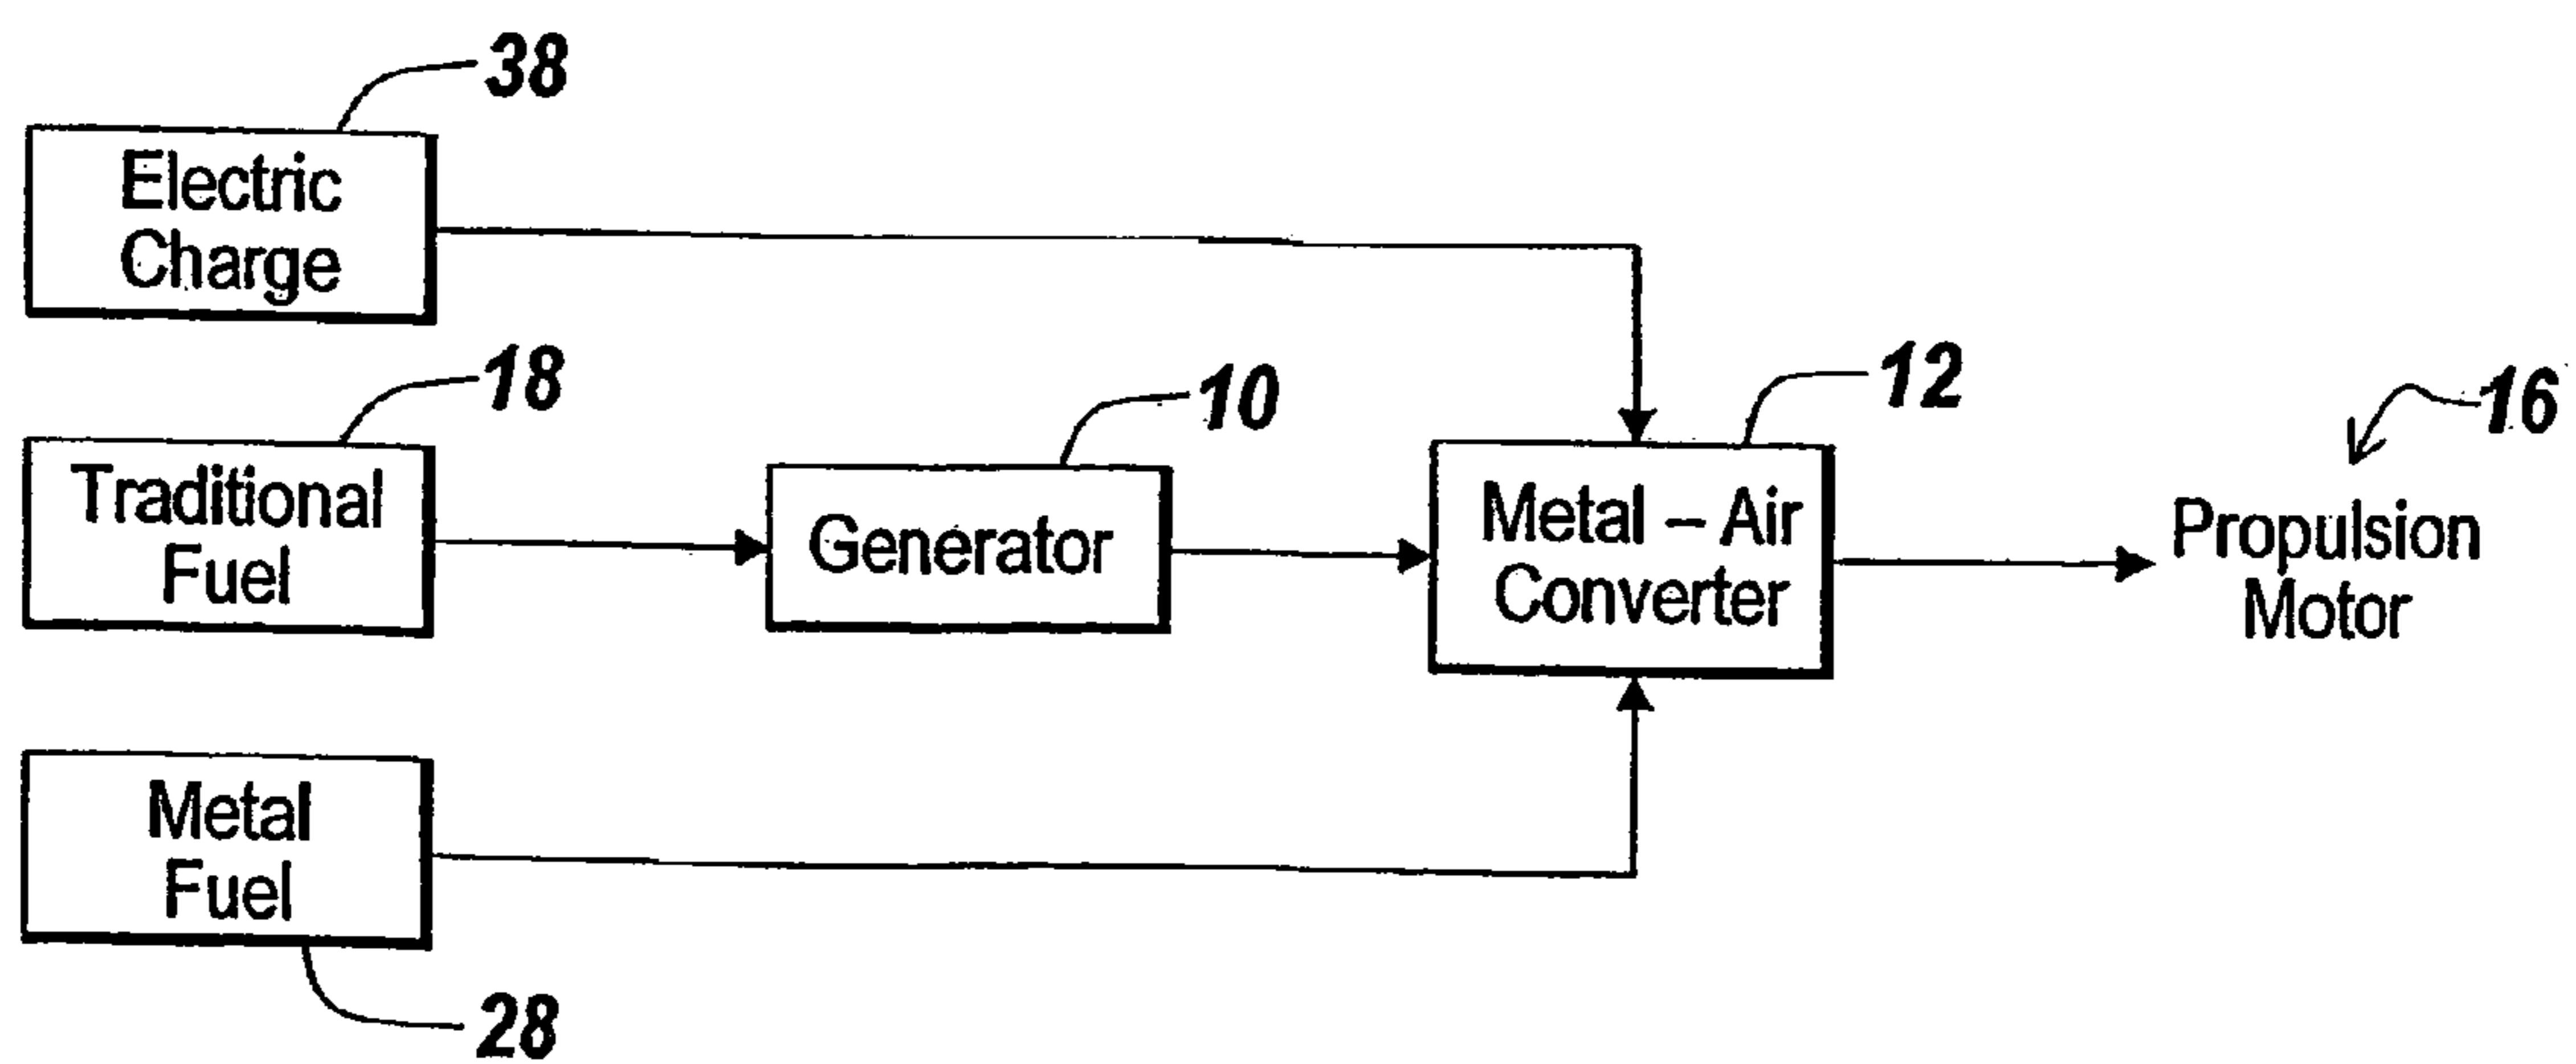 38
Electric
Charge
18
Traditional
Fuel
10
Generator
12
Metal – Air
Converter
16
Propulsion
Motor
Metal
Fuel
28